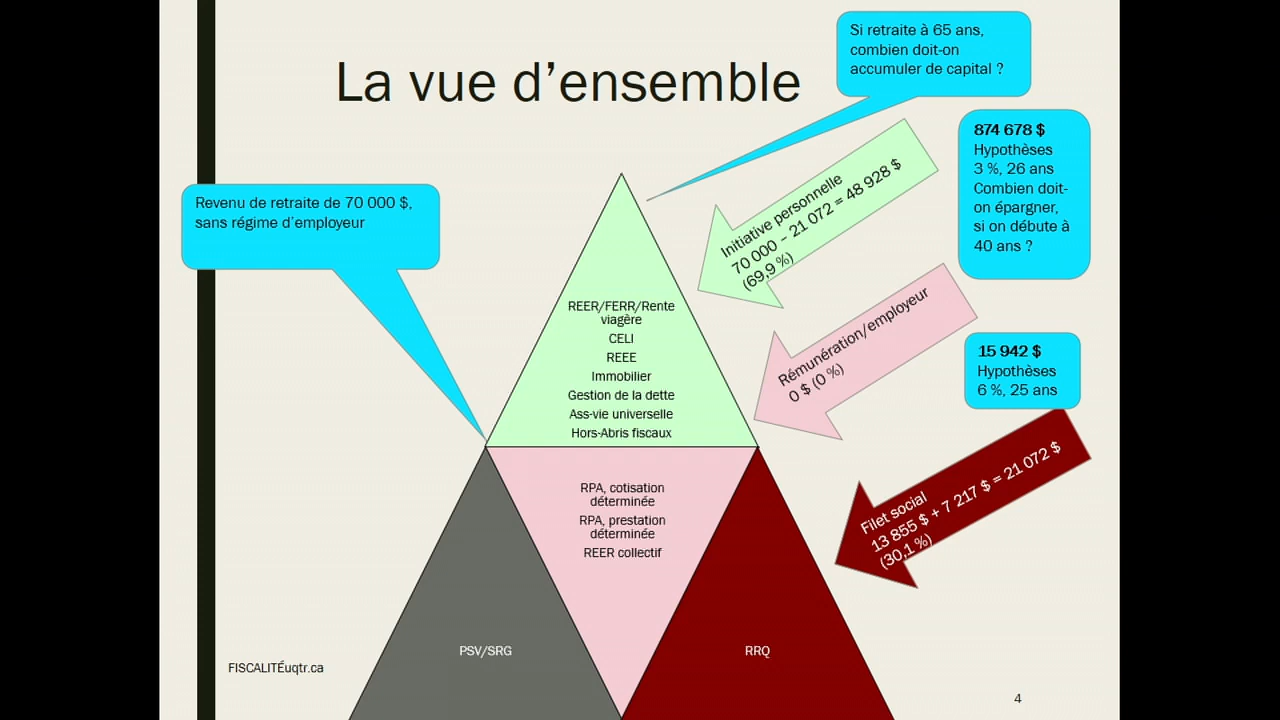 La vue d’ensemble
Si retraite à 65 ans,
combien doit-on
accumuler de capital ?
874 678 $
Hypothèses
3 %, 26 ans
Combien doit-
on épargner,
si on débute à
40 ans ?
Revenu de retraite de 70 000 $,
sans régime d’employeur
Initiative personnelle
70 000 – 21 072 = 48 928 $
(69,9 %)
REER/FERR/Rente
viagère
CELI
REEE
Immobilier
Gestion de la dette
Ass-vie universelle
Hors-Abris fiscaux
Rémunération/employeur
0 $ (0 %)
15 942 $
Hypothèses
6 %, 25 ans
Filet social
13 855 $ + 7 217 $ = 21 072 $
(30,1 %)
RPA, cotisation
déterminée
RPA, prestation
déterminée
REER collectif
PSV/SRG
RRQ
FISCALITÉuqtr.ca
4